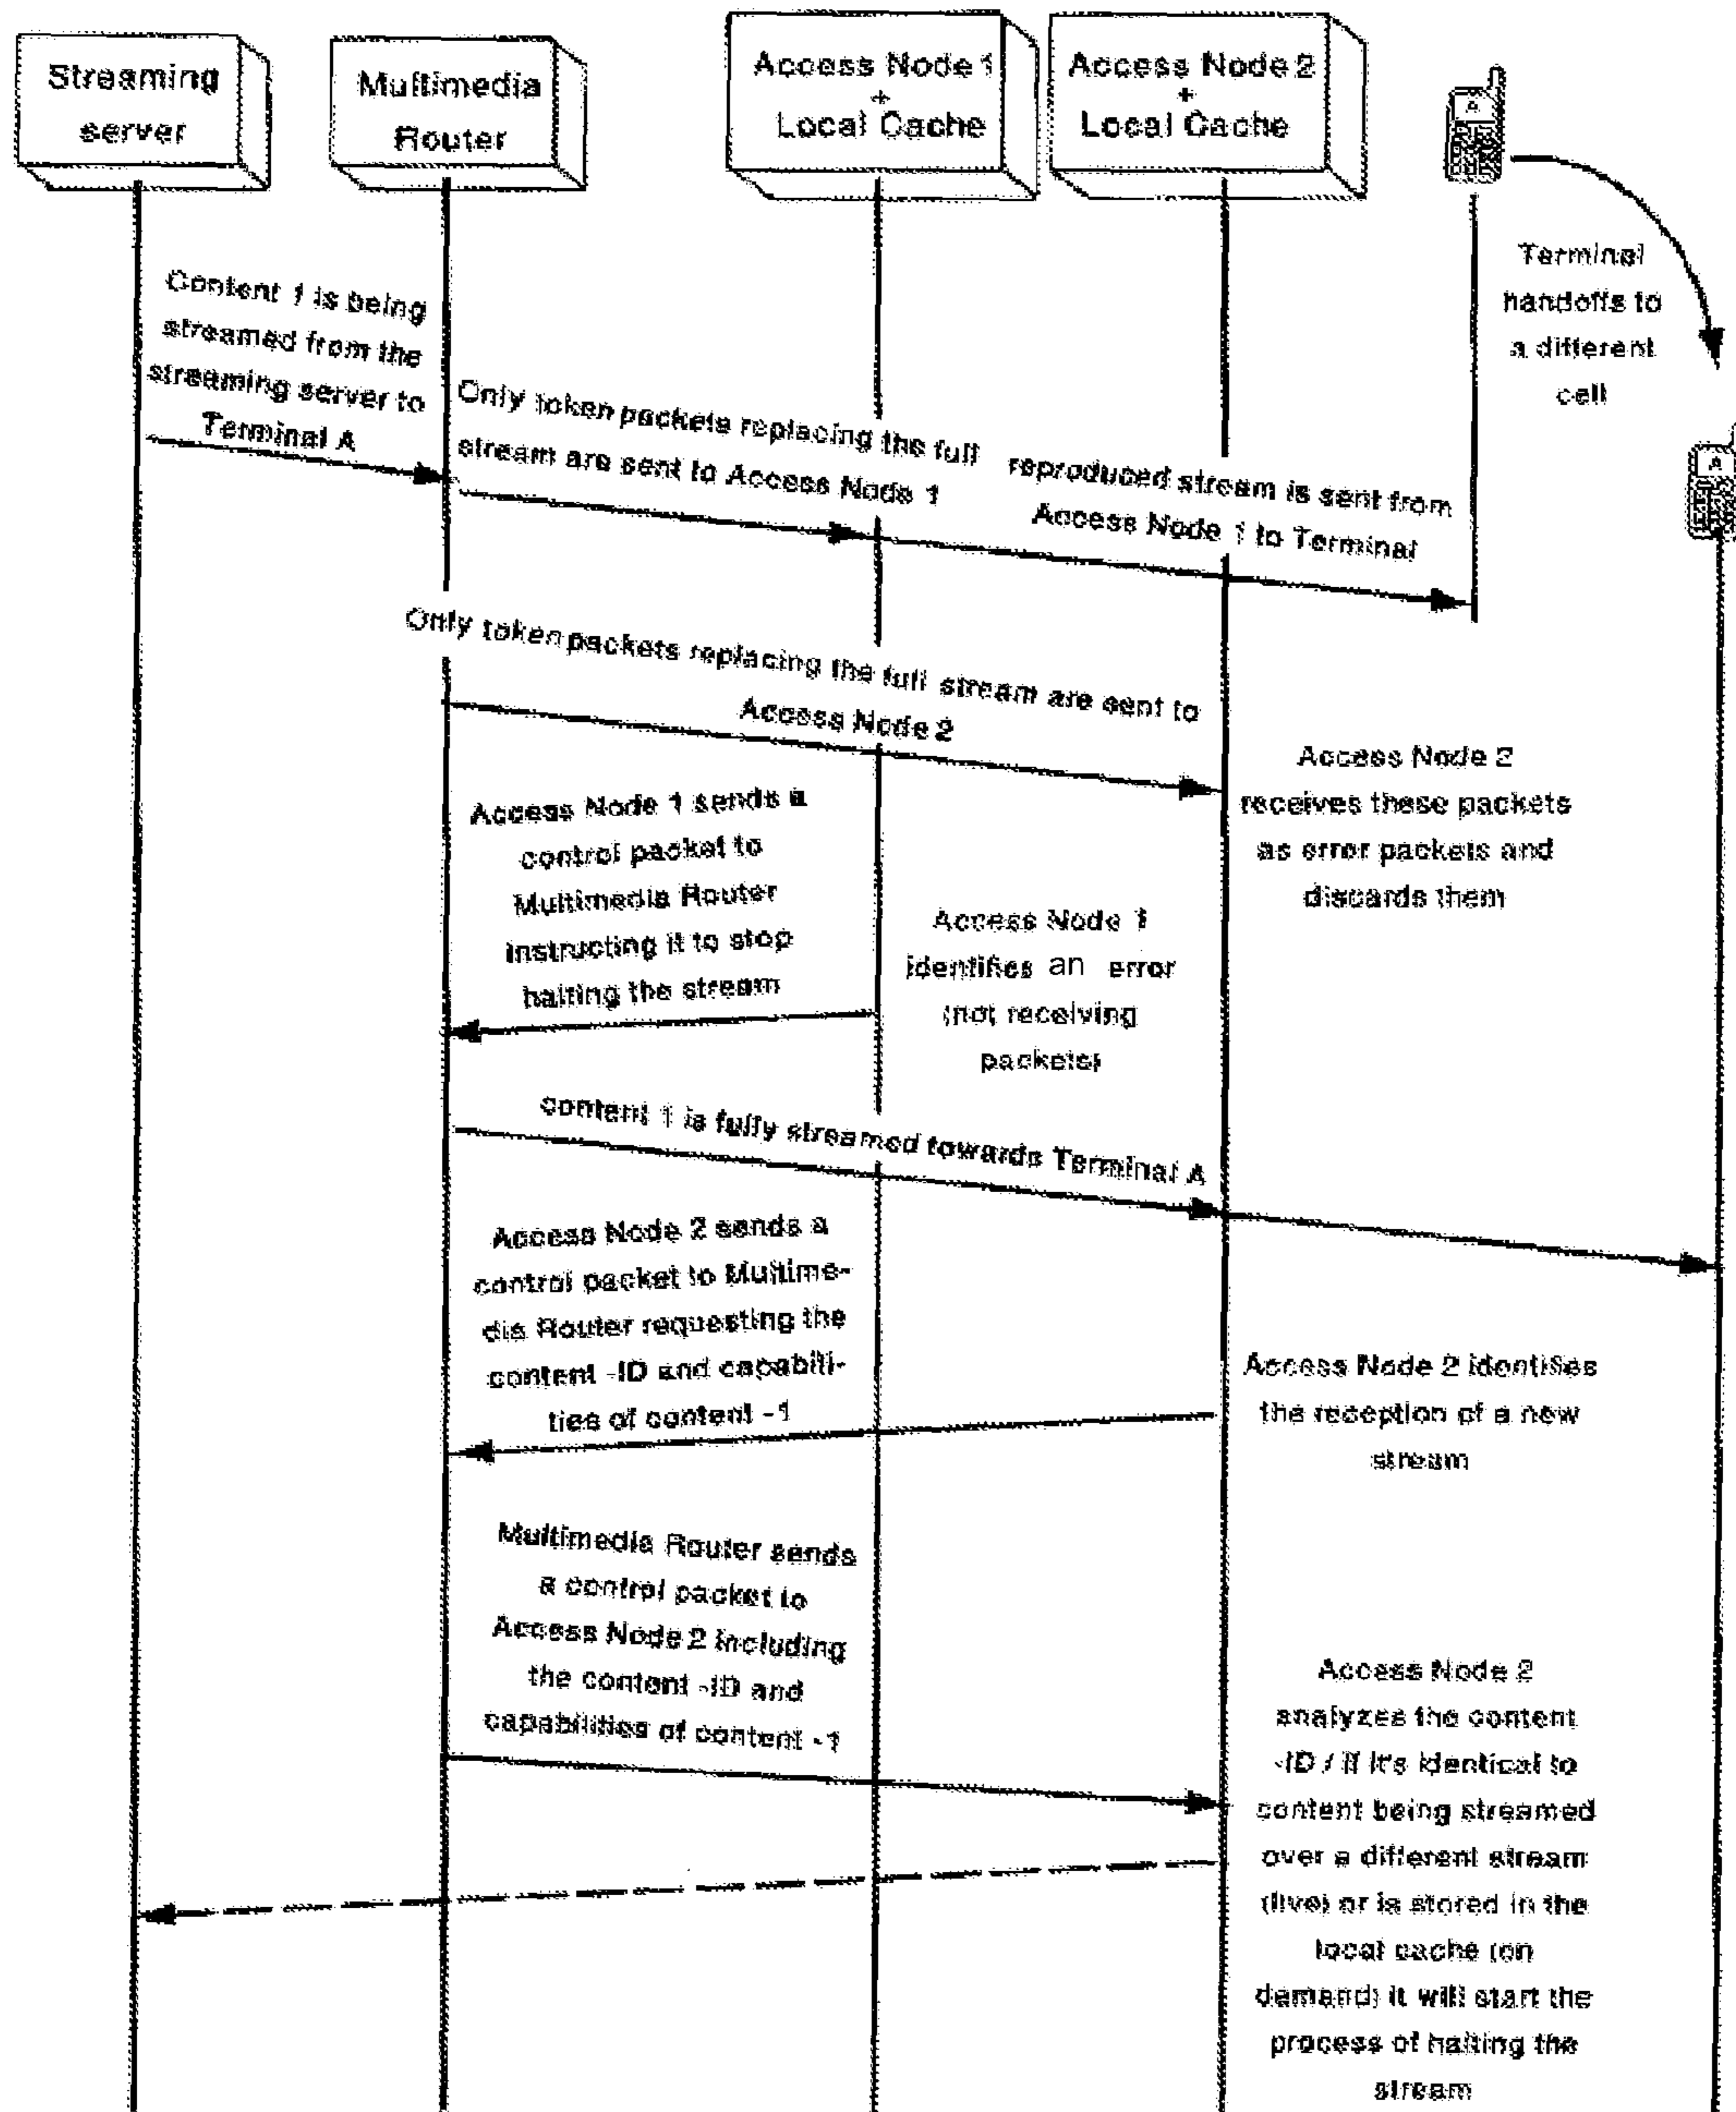 Streaming
server
Multimedia
Router
Access Node 1
+
Local Cache
Access Node 2
+
Local Cache
A
Terminal
handoffs to
a different
cell
A
Content 1 is being
streamed from the
streaming server to
Terminal A
Only token packets replacing the full
stream are sent to Access Node 1
reproduced stream is sent from
Access Node 1 to Terminal
Only token packets replacing the full stream are sent to
Access Node 2
Access Node 2
receives these packets
as error packets and
discards them
Access Node 1 sends a
control packet to
Multimedia Router
instructing it to stop
halting the stream
Access Node 1
identifies an error
(not receiving
packets)
content 1 is fully streamed towards Terminal A
Access Node 2 sends a
control packet to Multime-
dia Router requesting the
content -ID and capabili-
ties of content -1
Access Node 2 identifies
the reception of a new
stream
Multimedia Router sends
a control packet to
Access Node 2 including
the content -ID and
capabilities of content -1
Access Node 2
analyzes the content
-ID / if it's identical to
content being streamed
over a different stream
(live) or is stored in the
local cache (on
demand) it will start the
process of halting the
stream